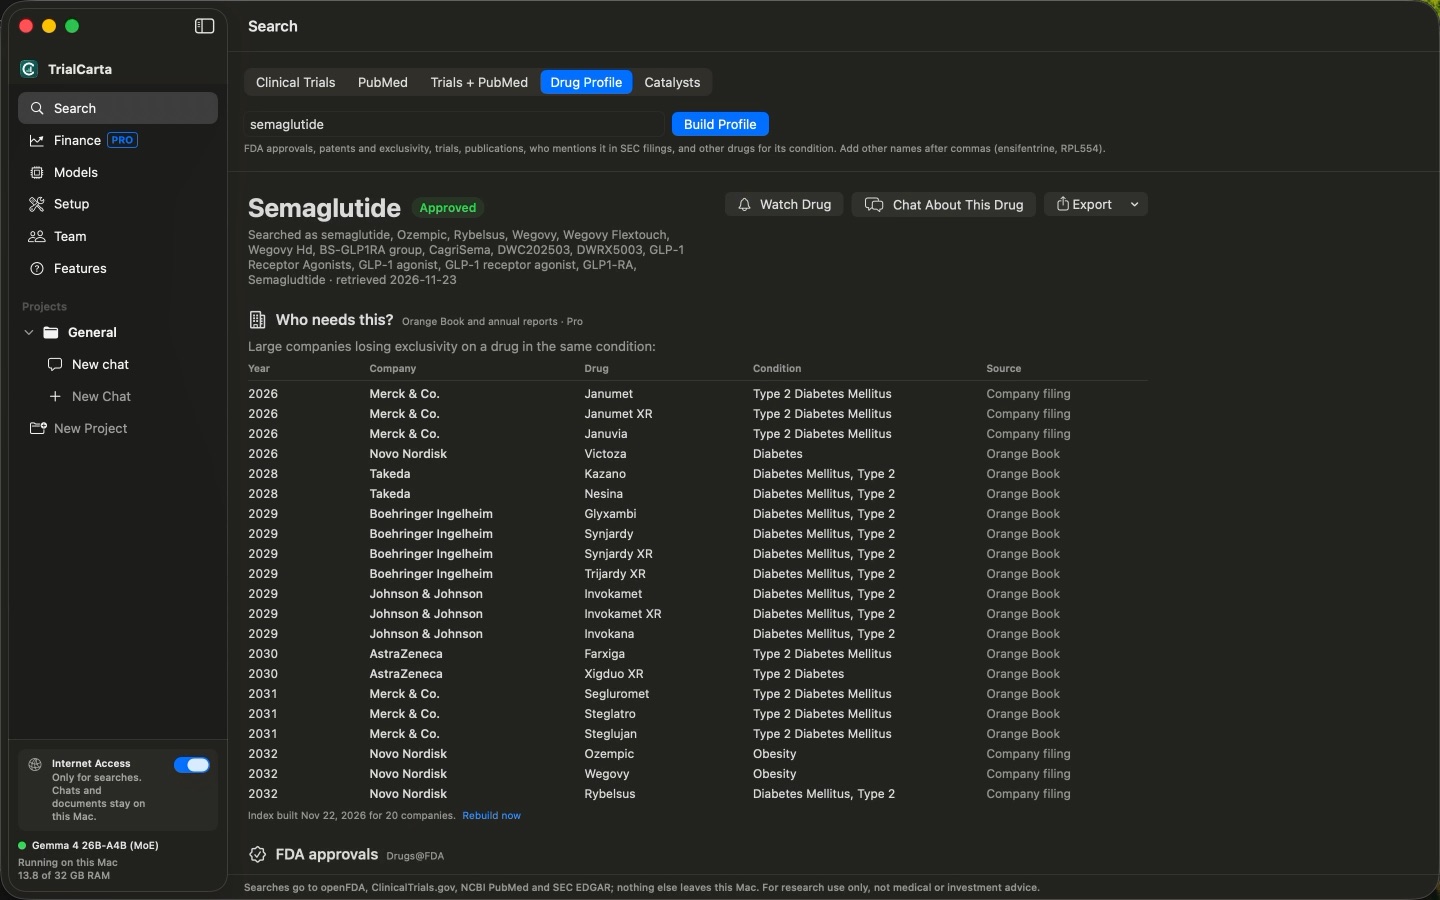 Search
TrialCarta
Search
Finance PRO
Models
Setup
Team
Features
Projects
General
New chat
New Chat
New Project
Internet Access
Only for searches.
Chats and
documents stay on
this Mac.
Gemma 4 26B-A4B (MoE)
Running on this Mac
13.8 of 32 GB RAM
Clinical Trials PubMed Trials + PubMed Drug Profile Catalysts
semaglutide Build Profile
FDA approvals, patents and exclusivity, trials, publications, who mentions it in SEC filings, and other drugs for its condition. Add other names after commas (ensifentrine, RPL554).
Semaglutide Approved Watch Drug Chat About This Drug Export
Searched as semaglutide, Ozempic, Rybelsus, Wegovy, Wegovy Flextouch,
Wegovy Hd, BS-GLP1RA group, CagriSema, DWC202503, DWRX5003, GLP-1
Receptor Agonists, GLP-1 agonist, GLP-1 receptor agonist, GLP1-RA,
Semagludtide · retrieved 2026-11-23
Who needs this? Orange Book and annual reports · Pro
Large companies losing exclusivity on a drug in the same condition:
Year Company Drug Condition Source
2026 Merck & Co. Janumet Type 2 Diabetes Mellitus Company filing
2026 Merck & Co. Janumet XR Type 2 Diabetes Mellitus Company filing
2026 Merck & Co. Januvia Type 2 Diabetes Mellitus Company filing
2026 Novo Nordisk Victoza Diabetes Orange Book
2028 Takeda Kazano Diabetes Mellitus, Type 2 Orange Book
2028 Takeda Nesina Diabetes Mellitus, Type 2 Orange Book
2029 Boehringer Ingelheim Glyxambi Diabetes Mellitus, Type 2 Orange Book
2029 Boehringer Ingelheim Synjardy Diabetes Mellitus, Type 2 Orange Book
2029 Boehringer Ingelheim Synjardy XR Diabetes Mellitus, Type 2 Orange Book
2029 Boehringer Ingelheim Trijardy XR Diabetes Mellitus, Type 2 Orange Book
2029 Johnson & Johnson Invokamet Diabetes Mellitus, Type 2 Orange Book
2029 Johnson & Johnson Invokamet XR Diabetes Mellitus, Type 2 Orange Book
2029 Johnson & Johnson Invokana Diabetes Mellitus, Type 2 Orange Book
2030 AstraZeneca Farxiga Type 2 Diabetes Mellitus Orange Book
2030 AstraZeneca Xigduo XR Type 2 Diabetes Orange Book
2031 Merck & Co. Segluromet Type 2 Diabetes Mellitus Orange Book
2031 Merck & Co. Steglatro Type 2 Diabetes Mellitus Orange Book
2031 Merck & Co. Steglujan Type 2 Diabetes Mellitus Orange Book
2032 Novo Nordisk Ozempic Obesity Company filing
2032 Novo Nordisk Wegovy Obesity Company filing
2032 Novo Nordisk Rybelsus Diabetes Mellitus, Type 2 Company filing
Index built Nov 22, 2026 for 20 companies. Rebuild now
FDA approvals Drugs@FDA
Searches go to openFDA, ClinicalTrials.gov, NCBI PubMed and SEC EDGAR; nothing else leaves this Mac. For research use only, not medical or investment advice.